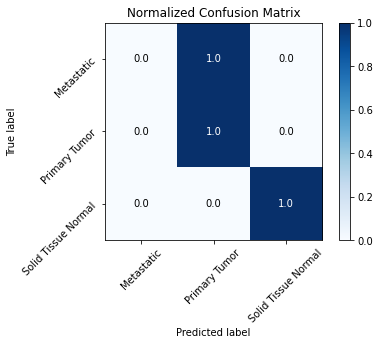 Normalized Confusion Matrix
True label
Metastatic
Primary Tumor
Solid Tissue Normal
0.0 1.0 0.0
0.0 1.0 0.0
0.0 0.0 1.0
Metastatic
Primary Tumor
Solid Tissue Normal
Predicted label
1.0
0.8
0.6
0.4
0.2
0.0